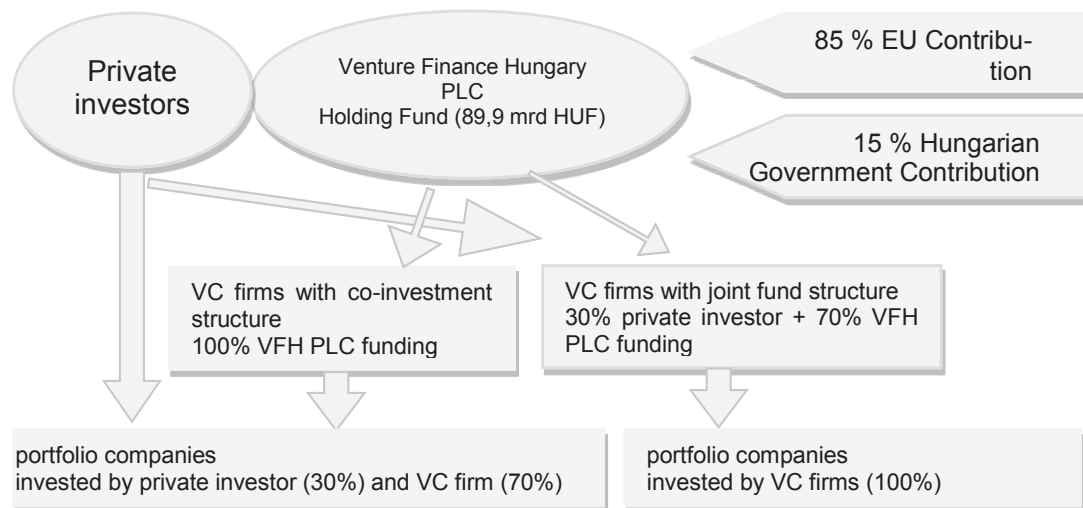 Private
investors
Venture Finance Hungary
PLC
Holding Fund (89,9 mrd HUF)
85 % EU Contribu-
tion
15 % Hungarian
Government Contribution
VC firms with co-investment
structure
100% VFH PLC funding
VC firms with joint fund structure
30% private investor + 70% VFH
PLC funding
portfolio companies
invested by private investor (30%) and VC firm (70%)
portfolio companies
invested by VC firms (100%)